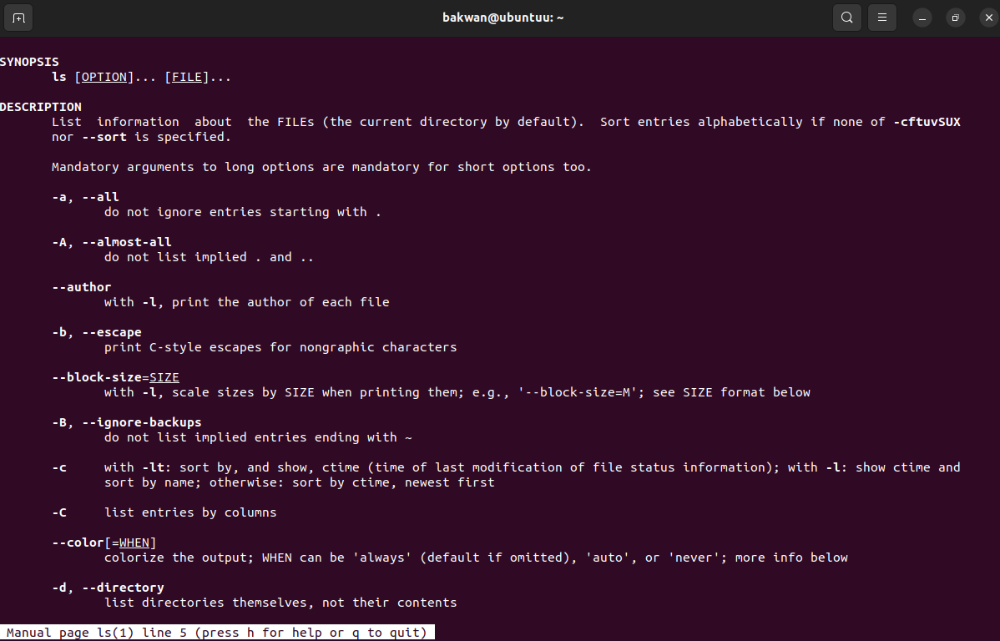 bakwan@ubuntuu: ~
SYNOPSIS
ls [OPTION]... [FILE]...
DESCRIPTION
List  information  about  the FILEs (the current directory by default).  Sort entries alphabetically if none of -cftuvSUX
nor --sort is specified.
Mandatory arguments to long options are mandatory for short options too.
-a, --all
do not ignore entries starting with .
-A, --almost-all
do not list implied . and ..
--author
with -l, print the author of each file
-b, --escape
print C-style escapes for nongraphic characters
--block-size=SIZE
with -l, scale sizes by SIZE when printing them; e.g., '--block-size=M'; see SIZE format below
-B, --ignore-backups
do not list implied entries ending with ~
-c     with -lt: sort by, and show, ctime (time of last modification of file status information); with -l: show ctime and
sort by name; otherwise: sort by ctime, newest first
-C     list entries by columns
--color[=WHEN]
colorize the output; WHEN can be 'always' (default if omitted), 'auto', or 'never'; more info below
-d, --directory
list directories themselves, not their contents
Manual page ls(1) line 5 (press h for help or q to quit)